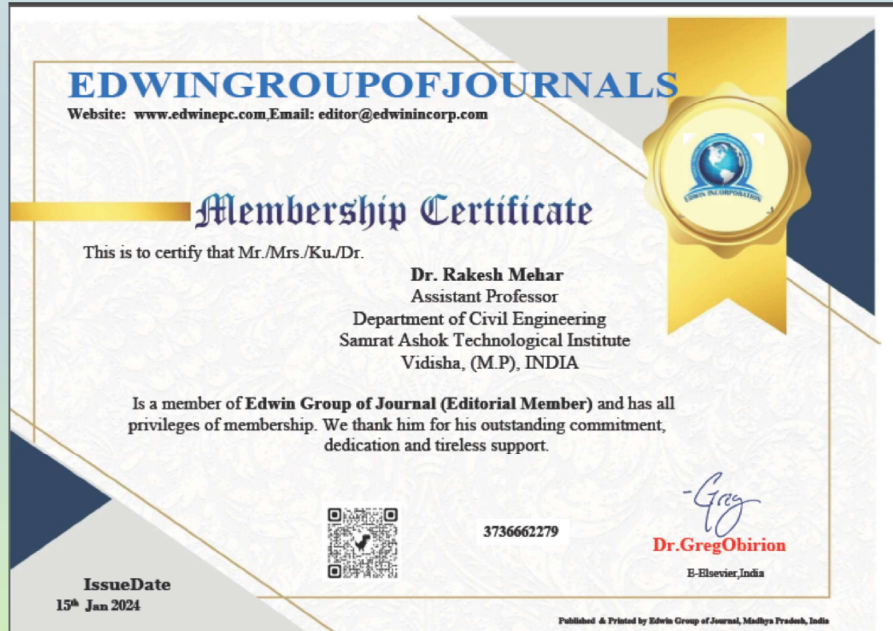 EDWINGROUPOFJOURNALS
Website: www.edwinepc.com,Email: editor@edwinincorp.com
EDWIN INCORPORATION
Membership Certificate
This is to certify that Mr./Mrs./Ku./Dr.
Dr. Rakesh Mehar
Assistant Professor
Department of Civil Engineering
Samrat Ashok Technological Institute
Vidisha, (M.P), INDIA
Is a member of Edwin Group of Journal (Editorial Member) and has all
privileges of membership. We thank him for his outstanding commitment,
dedication and tireless support.
Greg
3736662279
Dr.GregObirion
E-Elsevier,India
IssueDate
15th Jan 2024
Published & Printed by Edwin Group of Journal, Madhya Pradesh, India